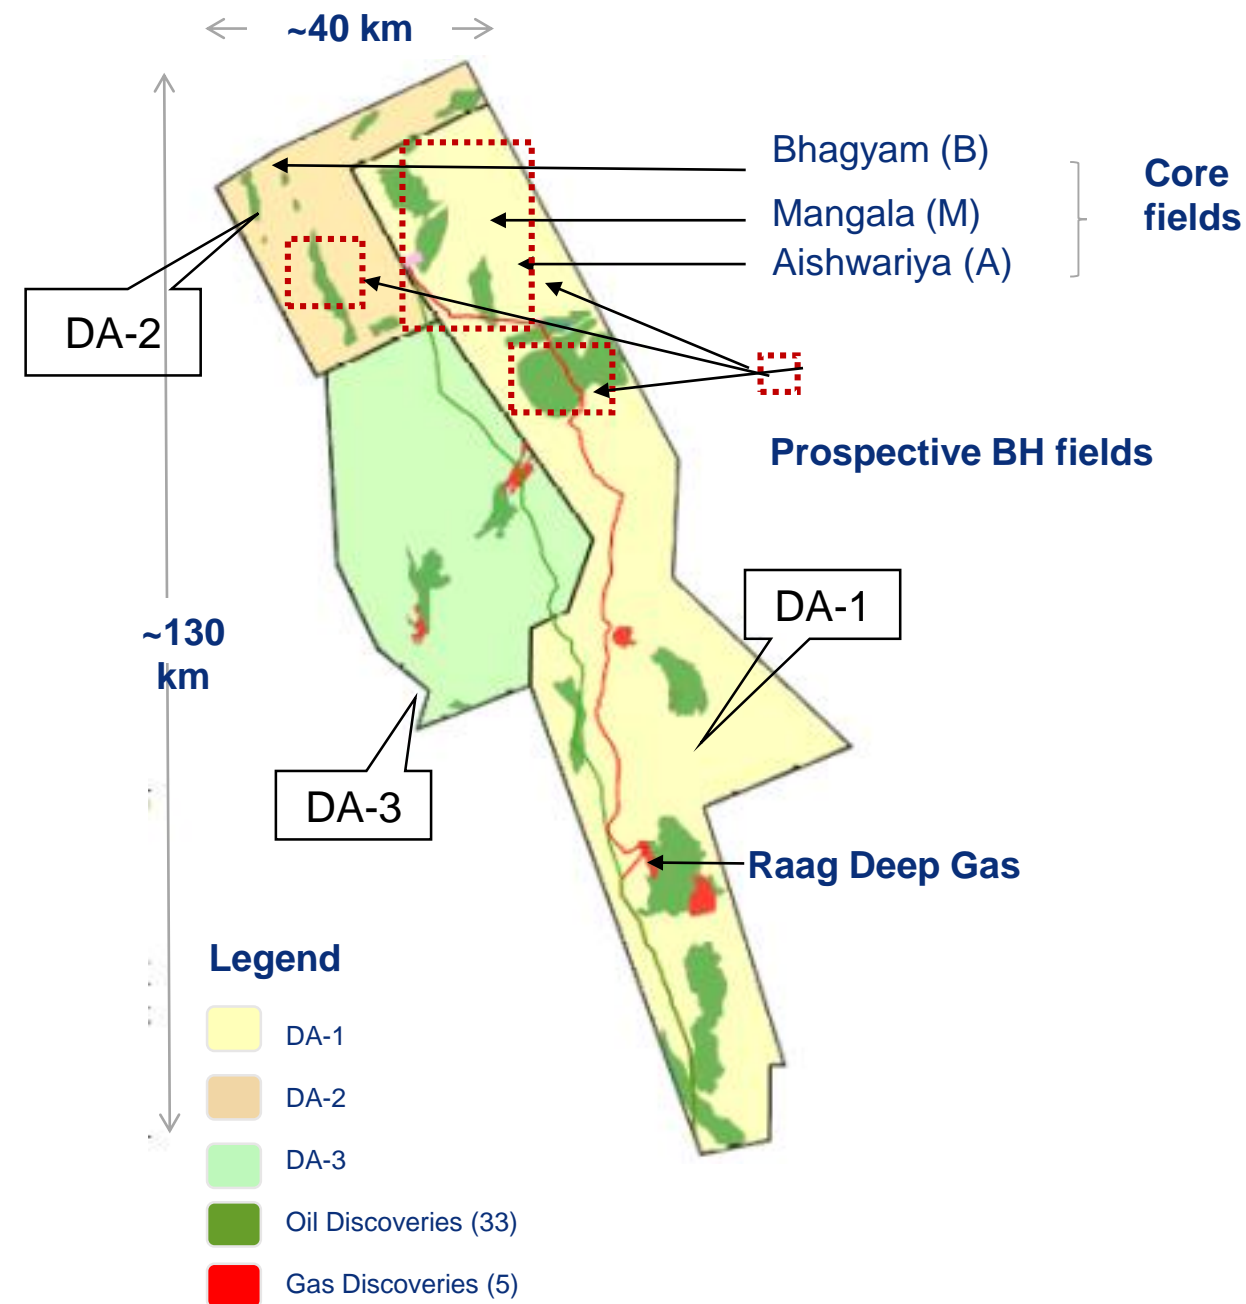 ~40 km
Bhagyam (B)
Mangala (M)
Aishwariya (A)
Core
fields
DA-2
Prospective BH fields
DA-1
~130
km
DA-3
Raag Deep Gas
Legend
DA-1
DA-2
DA-3
Oil Discoveries (33)
Gas Discoveries (5)